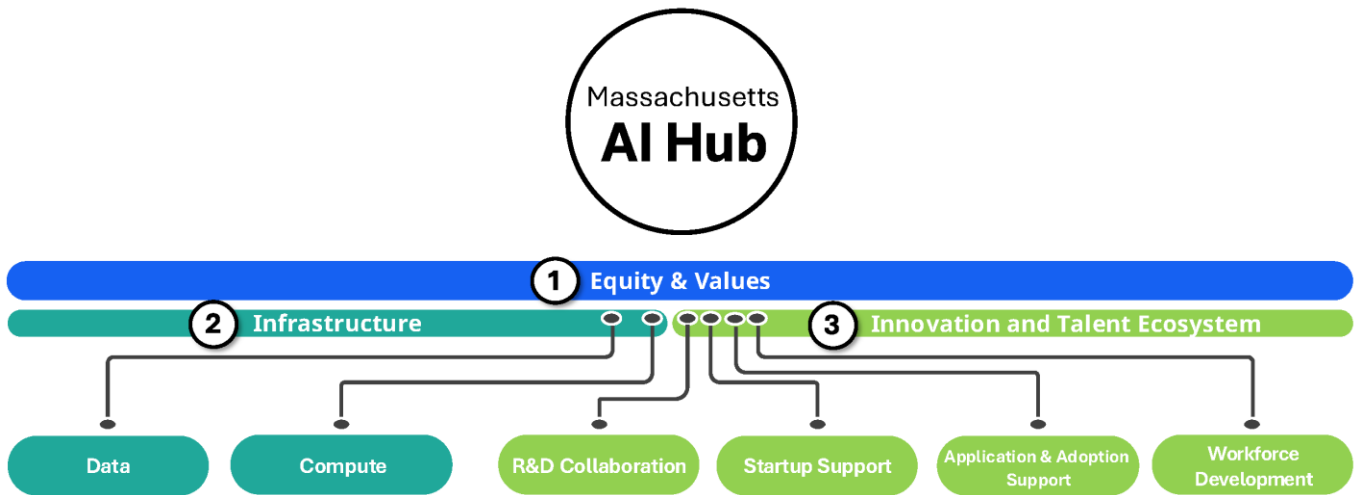 Massachusetts
AI Hub
1 Equity & Values
2 Infrastructure
3 Innovation and Talent Ecosystem
Data
Compute
R&D Collaboration
Startup Support
Application & Adoption
Support
Workforce
Development